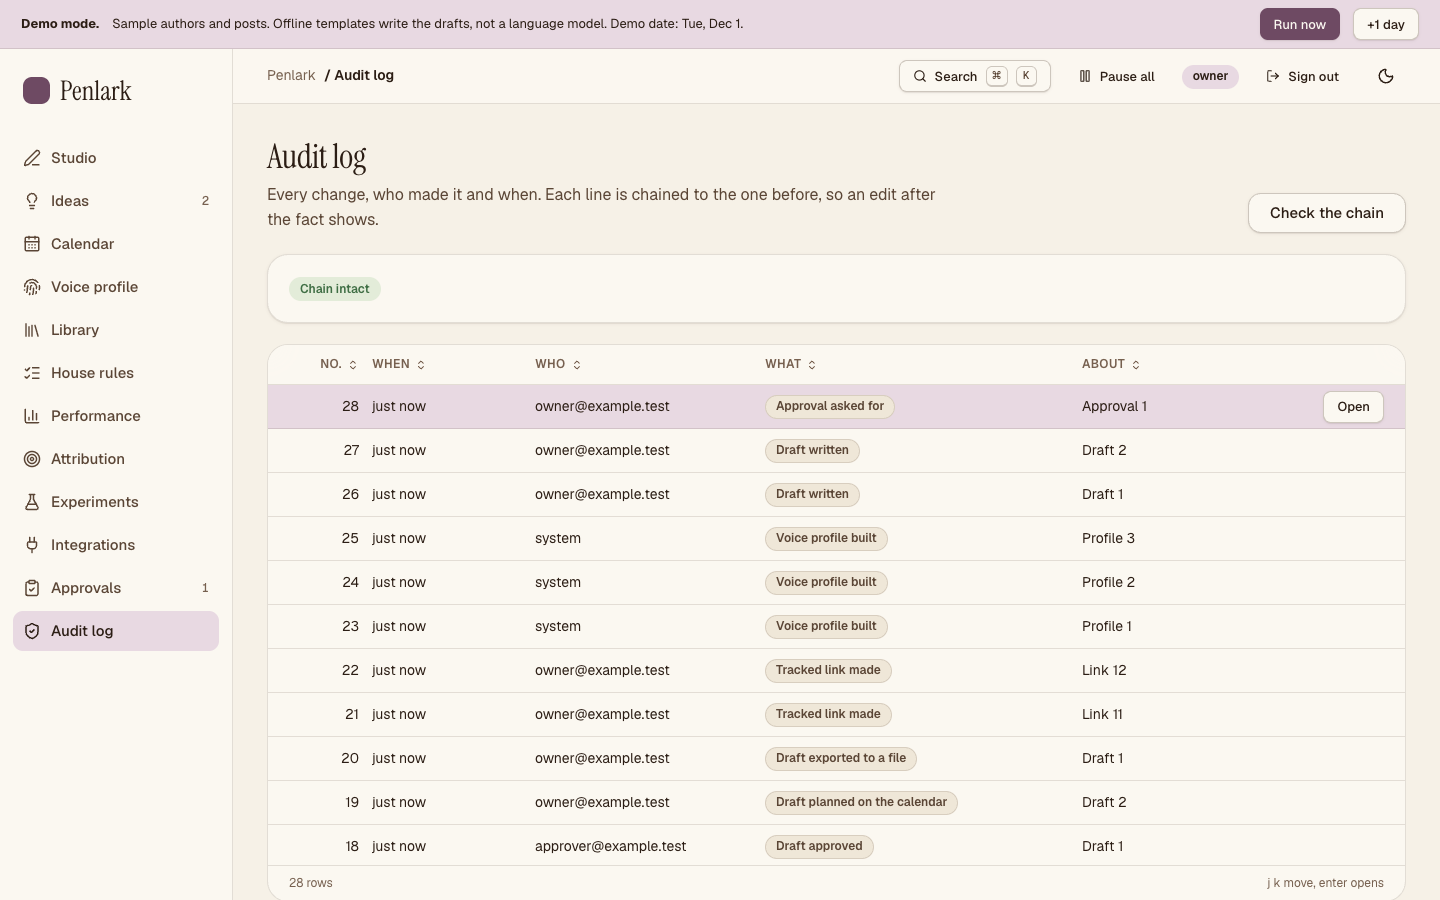 Demo mode. Sample authors and posts. Offline templates write the drafts, not a language model. Demo date: Tue, Dec 1.
Run now
+1 day
Penlark
Penlark / Audit log
Search ⌘ K
Pause all
owner
Sign out
Studio
Ideas 2
Calendar
Voice profile
Library
House rules
Performance
Attribution
Experiments
Integrations
Approvals 1
Audit log
Audit log
Every change, who made it and when. Each line is chained to the one before, so an edit after
the fact shows.
Check the chain
Chain intact
NO. WHEN WHO WHAT ABOUT
28 just now owner@example.test Approval asked for Approval 1 Open
27 just now owner@example.test Draft written Draft 2
26 just now owner@example.test Draft written Draft 1
25 just now system Voice profile built Profile 3
24 just now system Voice profile built Profile 2
23 just now system Voice profile built Profile 1
22 just now owner@example.test Tracked link made Link 12
21 just now owner@example.test Tracked link made Link 11
20 just now owner@example.test Draft exported to a file Draft 1
19 just now owner@example.test Draft planned on the calendar Draft 2
18 just now approver@example.test Draft approved Draft 1
28 rows
j k move, enter opens